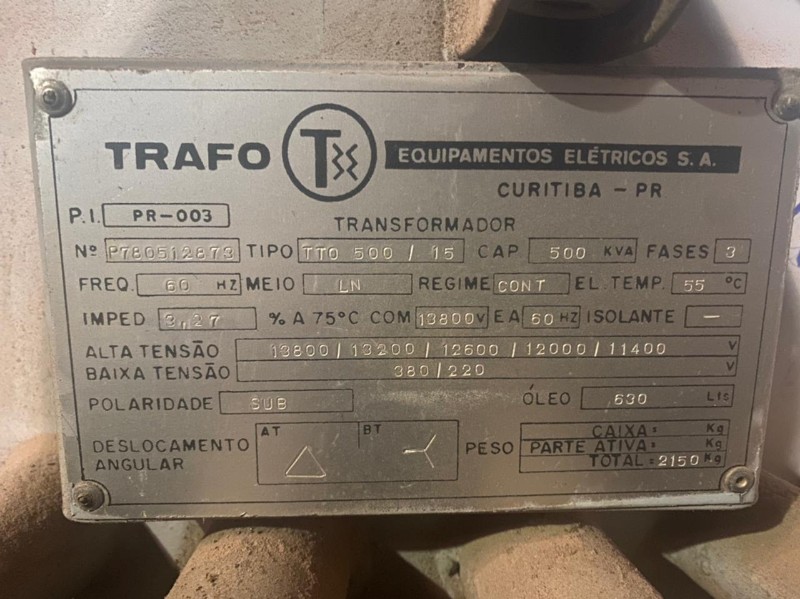 TRAFO T EQUIPAMENTOS ELÉTRICOS S.A.
CURITIBA - PR
P.I. PR-003
TRANSFORMADOR
Nº P780512873 TIPO TTO 500 / 15 CAP. 500 KVA FASES 3
FREQ. 60 HZ MEIO LN REGIME CONT EL.TEMP. 55 °C
IMPED 3,27 % A 75°C COM 13800V E A 60 HZ ISOLANTE —
ALTA TENSÃO 13800/13200/12600/12000/11400 V
BAIXA TENSÃO 380/220 V
POLARIDADE SUB ÓLEO 630 Lts
DESLOCAMENTO ANGULAR AT BT PESO CAIXA: Kg
PARTE ATIVA: Kg
TOTAL: 2150 Kg